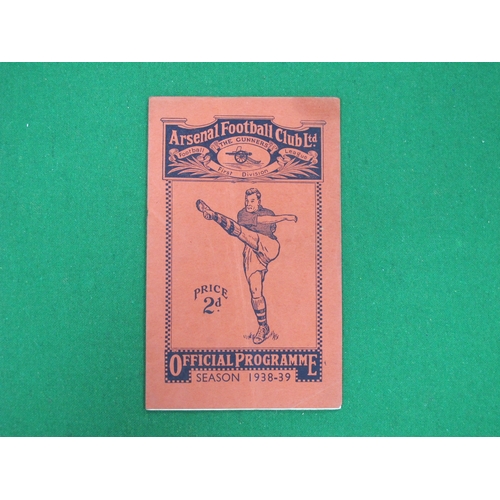 Arsenal Football Club Ltd.
THE GUNNERS
Football League
First Division
PRICE
2d.
OFFICIAL PROGRAMME
SEASON 1938-39